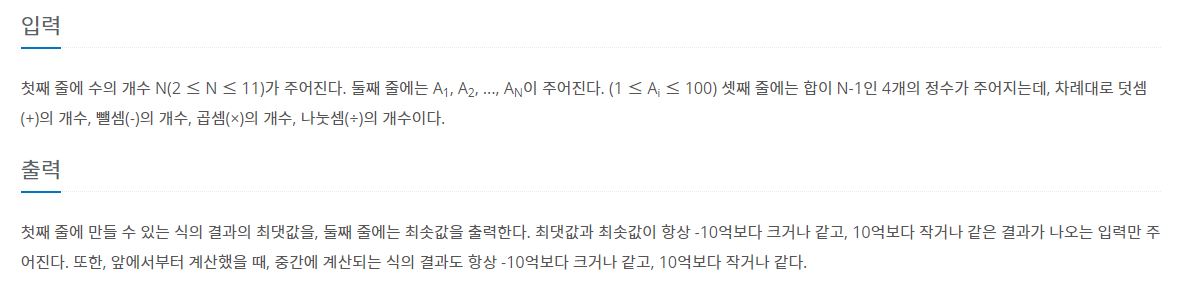 입력
첫째 줄에 수의 개수 N(2 ≤ N ≤ 11)가 주어진다. 둘째 줄에는 A₁, A₂, ..., A_N이 주어진다. (1 ≤ Aᵢ ≤ 100) 셋째 줄에는 합이 N-1인 4개의 정수가 주어지는데, 차례대로 덧셈
(+)의 개수, 뺄셈(-)의 개수, 곱셈(×)의 개수, 나눗셈(÷)의 개수이다.
출력
첫째 줄에 만들 수 있는 식의 결과의 최댓값을, 둘째 줄에는 최솟값을 출력한다. 최댓값과 최솟값이 항상 -10억보다 크거나 같고, 10억보다 작거나 같은 결과가 나오는 입력만 주
어진다. 또한, 앞에서부터 계산했을 때, 중간에 계산되는 식의 결과도 항상 -10억보다 크거나 같고, 10억보다 작거나 같다.